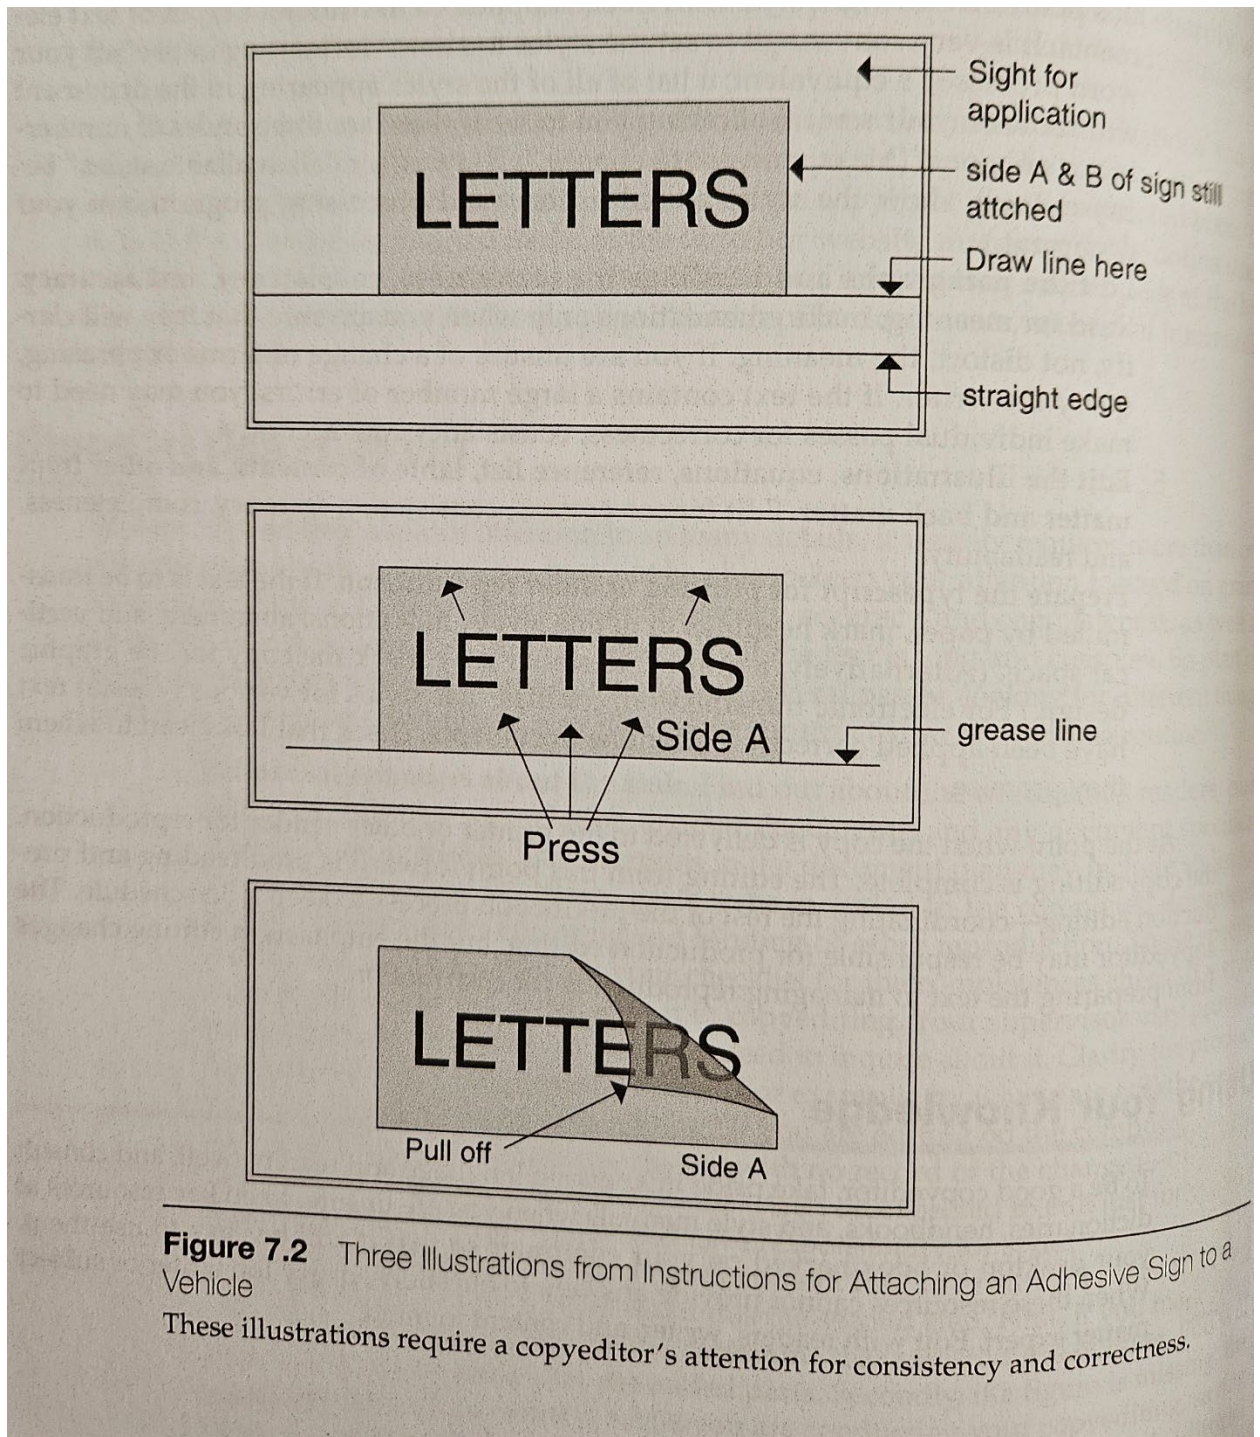 Sight for
application
LETTERS
side A & B of sign still
attched
Draw line here
straight edge
LETTERS
Side A
grease line
Press
LETTERS
Pull off
Side A
Figure 7.2 Three Illustrations from Instructions for Attaching an Adhesive Sign to a
Vehicle
These illustrations require a copyeditor's attention for consistency and correctness.